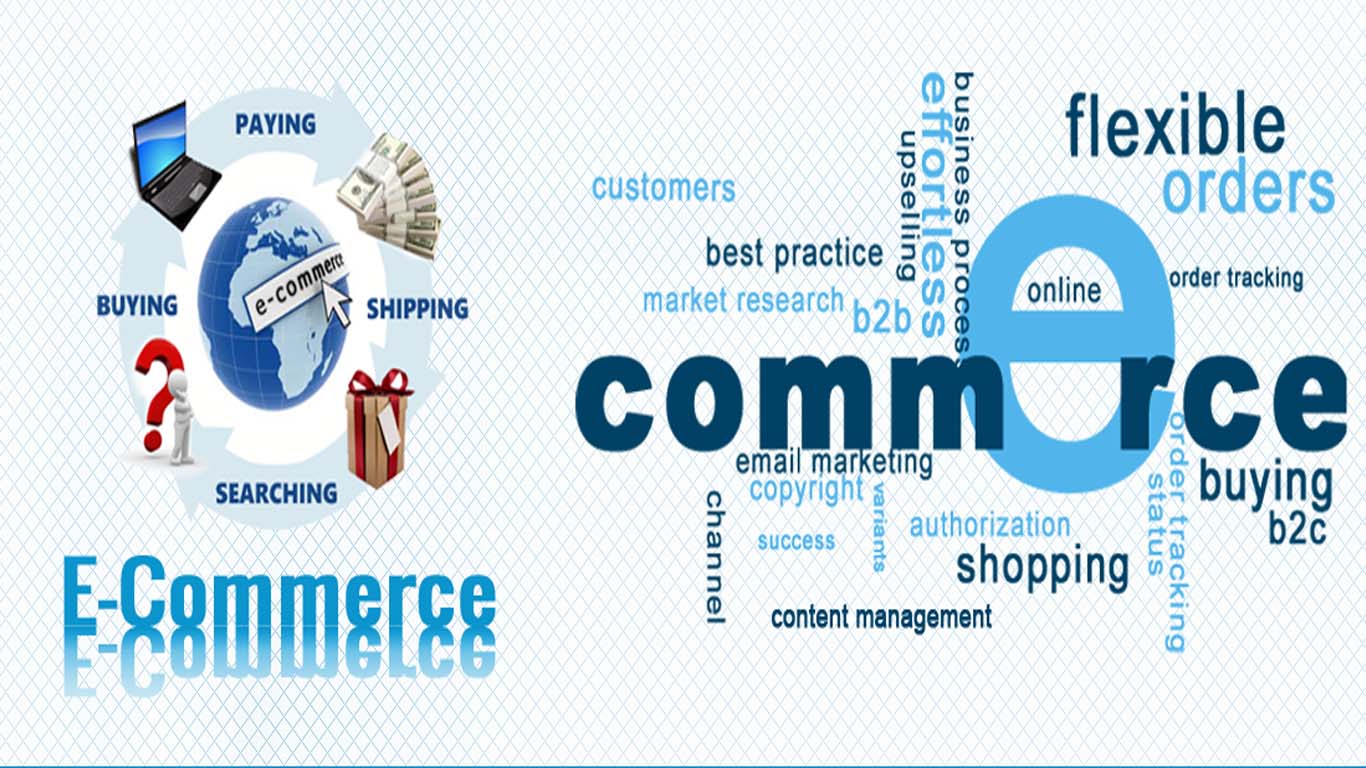 PAYING
BUYING
e-commerce
SHIPPING
SEARCHING
E-Commerce
business process
effortless
upselling
flexible
orders
customers
best practice
market research
b2b
online
order tracking
commerce
email marketing
copyright
variants
channel
success
authorization
shopping
content management
order tracking
status
buying
b2c